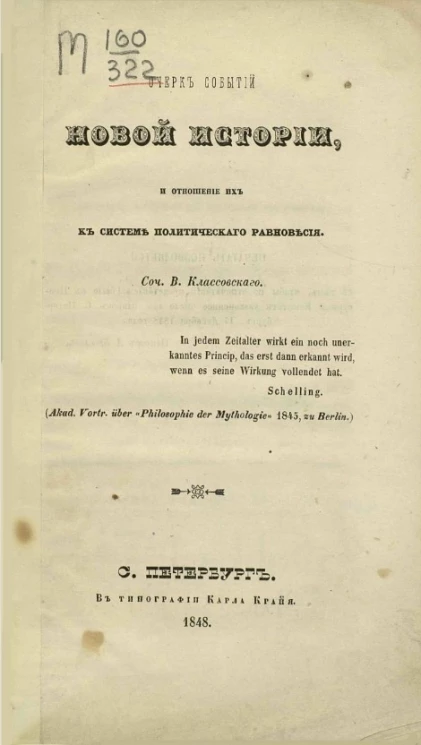 М 160
322
ОЧЕРКЪ СОБЫТІЙ
НОВОЙ ИСТОРІИ,
И ОТНОШЕНІЕ ИХЪ
КЪ СИСТЕМѢ ПОЛИТИЧЕСКАГО РАВНОВѢСІЯ.
Соч. В. Классовскаго.
In jedem Zeitalter wirkt ein noch uner-
kanntes Princip, das erst dann erkannt wird,
wenn es seine Wirkung vollendet hat.
Schelling.
(Akad. Vortr. über «Philosophie der Mythologie» 1845, zu Berlin.)
С. ПЕТЕРБУРГЪ.
Въ типографіи Карла Крайя.
1848.